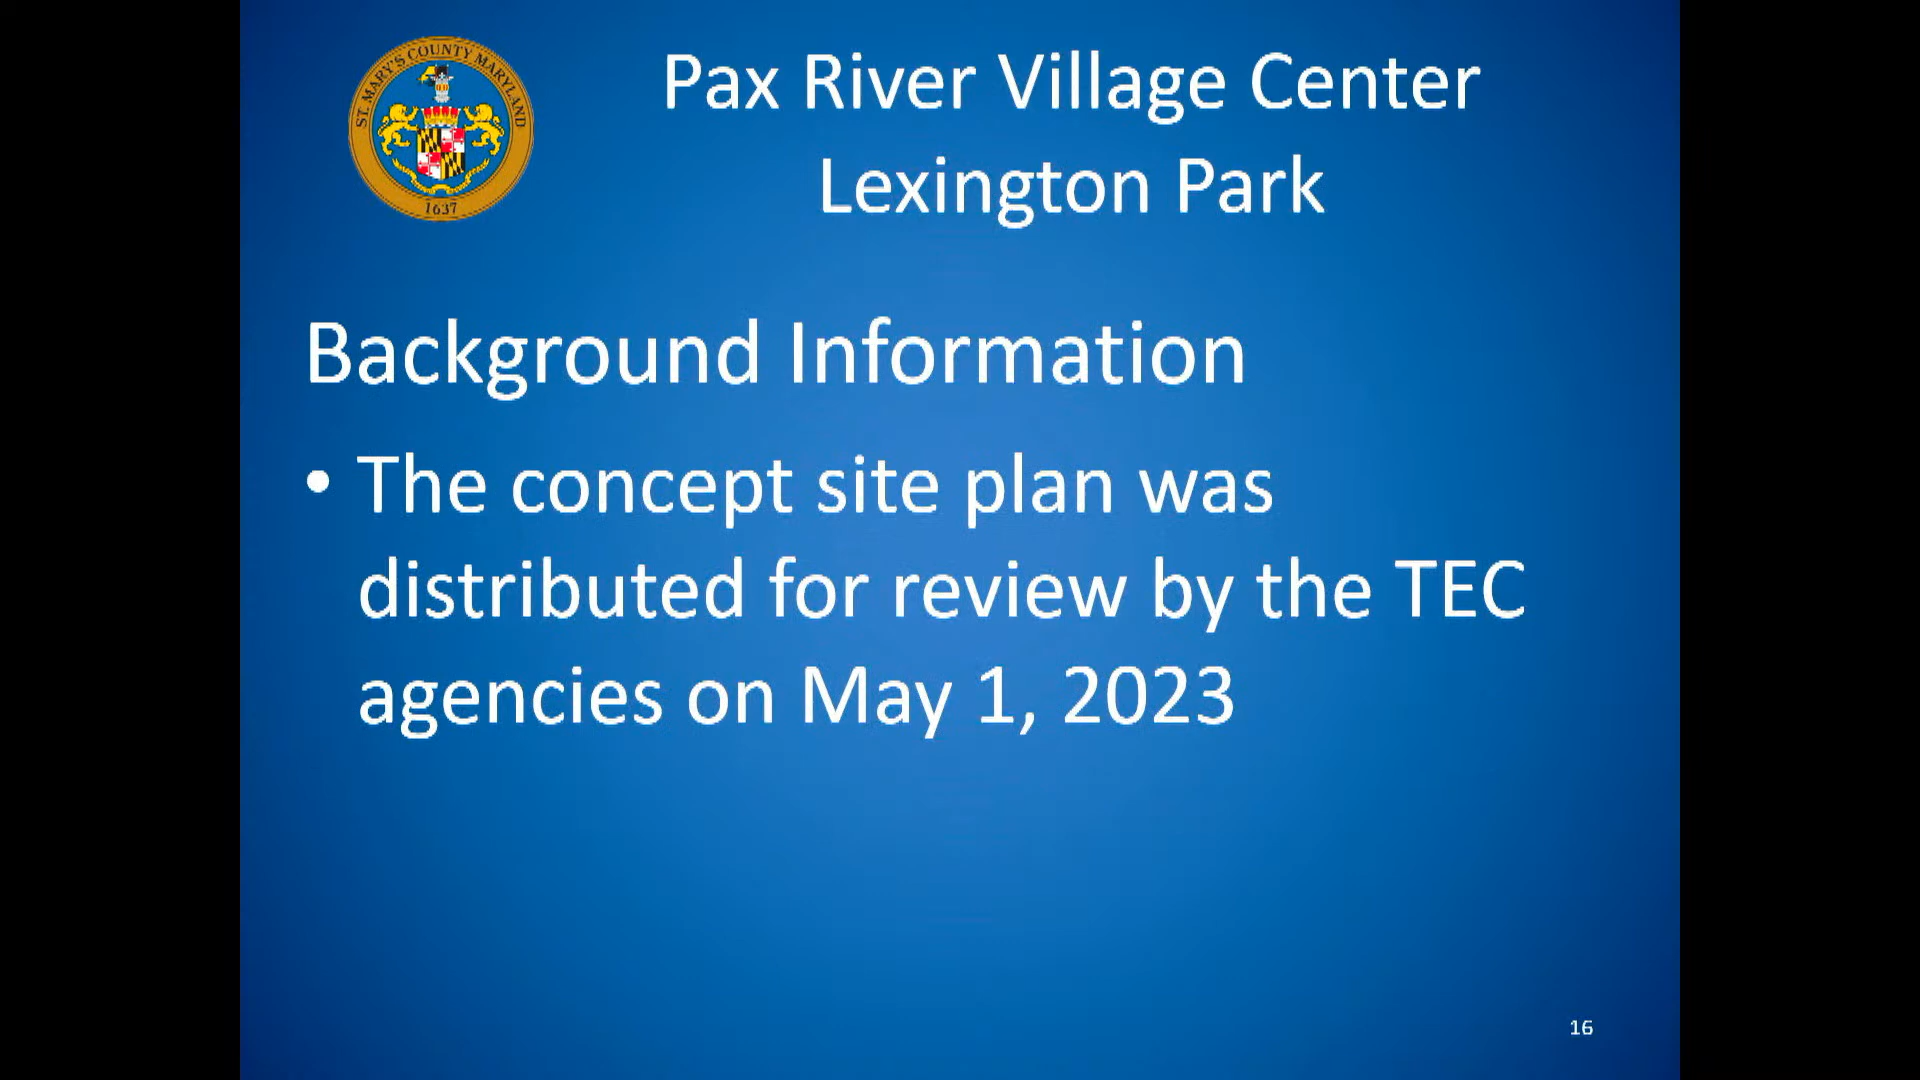 ST. MARY'S COUNTY MARYLAND
1637
Pax River Village Center
Lexington Park
Background Information
• The concept site plan was
distributed for review by the TEC
agencies on May 1, 2023
16